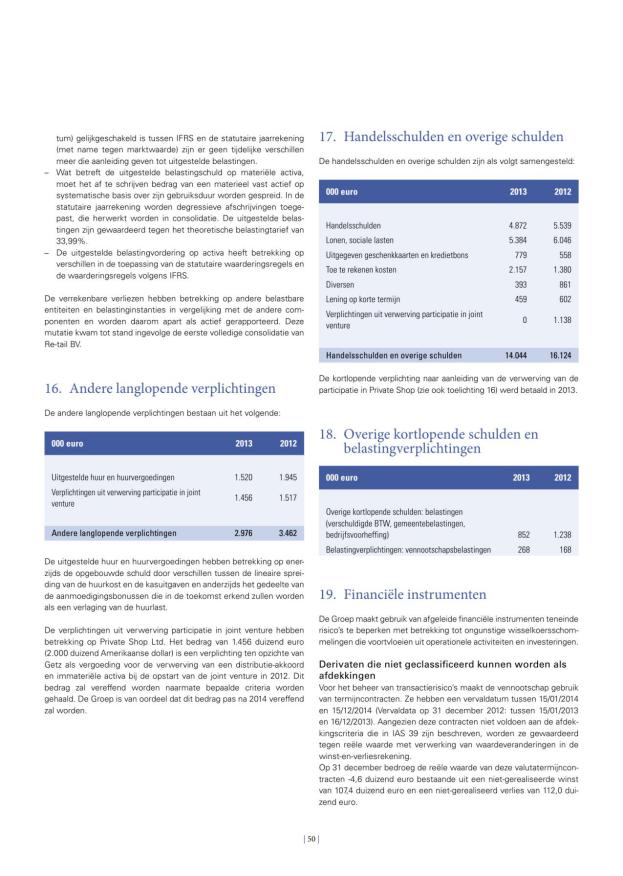 tum) gelijkgeschakeld is tussen IFRS en de statutaire jaarrekening
(met name tegen marktwaarde) zijn er geen tijdelijke verschillen
meer die aanleiding geven tot uitgestelde belastingen.
– Wat betreft de uitgestelde belastingschuld op materiële activa,
moet het af te schrijven bedrag van een materieel vast actief op
systematische basis over zijn gebruiksduur worden gespreid. In de
statutaire jaarrekening worden degressieve afschrijvingen toege-
past, die herwerkt worden in consolidatie. De uitgestelde belas-
tingen zijn gewaardeerd tegen het theoretische belastingtarief van
33,99%.
– De uitgestelde belastingvordering op activa heeft betrekking op
verschillen in de toepassing van de statutaire waarderingsregels en
de waarderingsregels volgens IFRS.
De verrekenbare verliezen hebben betrekking op andere belastbare
entiteiten en belastinginstanties in vergelijking met de andere com-
ponenten en worden daarom apart als actief gerapporteerd. Deze
mutatie kwam tot stand ingevolge de eerste volledige consolidatie van
Re-tail BV.
16. Andere langlopende verplichtingen
De andere langlopende verplichtingen bestaan uit het volgende:
000 euro 2013 2012
Uitgestelde huur en huurvergoedingen 1.520 1.945
Verplichtingen uit verwerving participatie in joint
venture 1.456 1.517
Andere langlopende verplichtingen 2.976 3.462
De uitgestelde huur en huurvergoedingen hebben betrekking op ener-
zijds de opgebouwde schuld door verschillen tussen de lineaire sprei-
ding van de huurkost en de kasuitgaven en anderzijds het gedeelte van
de aanmoedigingsbonussen die in de toekomst erkend zullen worden
als een verlaging van de huurlast.
De verplichtingen uit verwerving participatie in joint venture hebben
betrekking op Private Shop Ltd. Het bedrag van 1.456 duizend euro
(2.000 duizend Amerikaanse dollar) is een verplichting ten opzichte van
Getz als vergoeding voor de verwerving van een distributie-akkoord
en immateriële activa bij de opstart van de joint venture in 2012. Dit
bedrag zal vereffend worden naarmate bepaalde criteria worden
gehaald. De Groep is van oordeel dat dit bedrag pas na 2014 vereffend
zal worden.
17. Handelsschulden en overige schulden
De handelsschulden en overige schulden zijn als volgt samengesteld:
000 euro 2013 2012
Handelsschulden 4.872 5.539
Lonen, sociale lasten 5.384 6.046
Uitgegeven geschenkkaarten en kredietbons 779 558
Toe te rekenen kosten 2.157 1.380
Diversen 393 861
Lening op korte termijn 459 602
Verplichtingen uit verwerving participatie in joint
venture 0 1.138
Handelsschulden en overige schulden 14.044 16.124
De kortlopende verplichting naar aanleiding van de verwerving van de
participatie in Private Shop (zie ook toelichting 16) werd betaald in 2013.
18. Overige kortlopende schulden en
belastingverplichtingen
000 euro 2013 2012
Overige kortlopende schulden: belastingen
(verschuldigde BTW, gemeentebelastingen,
bedrijfsvoorheffing) 852 1.238
Belastingverplichtingen: vennootschapsbelastingen 268 168
19. Financiële instrumenten
De Groep maakt gebruik van afgeleide financiële instrumenten teneinde
risico's te beperken met betrekking tot ongunstige wisselkoersschom-
melingen die voortvloeien uit operationele activiteiten en investeringen.
Derivaten die niet geclassificeerd kunnen worden als
afdekkingen
Voor het beheer van transactierisico's maakt de vennootschap gebruik
van termijncontracten. Ze hebben een vervaldatum tussen 15/01/2014
en 15/12/2014 (Vervaldata op 31 december 2012: tussen 15/01/2013
en 16/12/2013). Aangezien deze contracten niet voldoen aan de afdek-
kingscriteria die in IAS 39 zijn beschreven, worden ze gewaardeerd
tegen reële waarde met verwerking van waardeveranderingen in de
winst-en-verliesrekening.
Op 31 december bedroeg de reële waarde van deze valutatermijncon-
tracten -4,6 duizend euro bestaande uit een niet-gerealiseerde winst
van 107,4 duizend euro en een niet-gerealiseerd verlies van 112,0 dui-
zend euro.
| 50 |